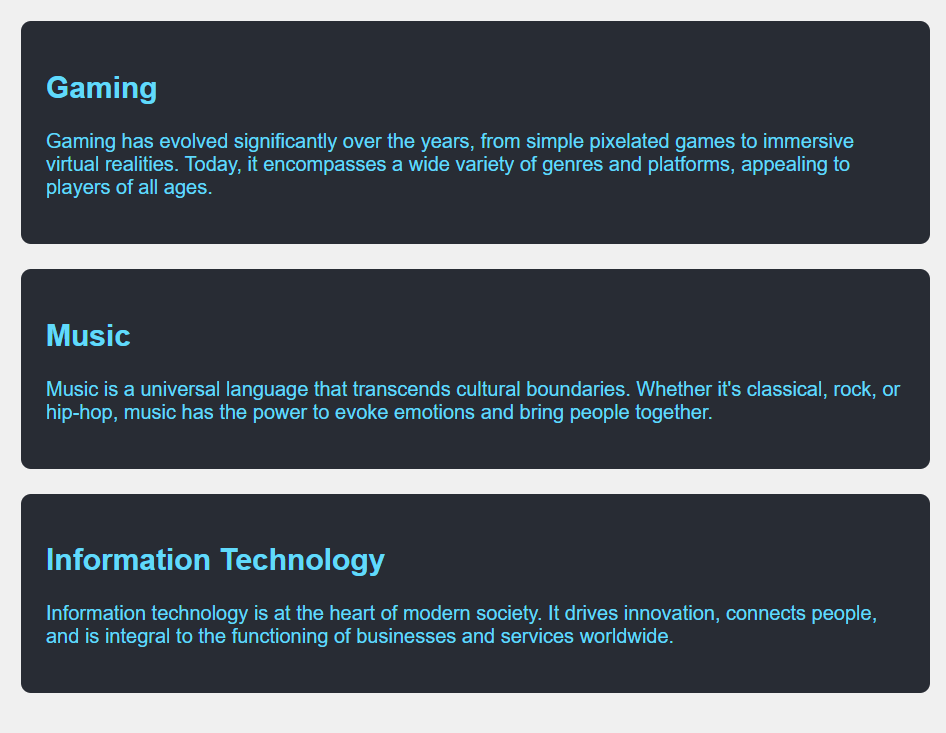 Gaming
Gaming has evolved significantly over the years, from simple pixelated games to immersive
virtual realities. Today, it encompasses a wide variety of genres and platforms, appealing to
players of all ages.
Music
Music is a universal language that transcends cultural boundaries. Whether it's classical, rock, or
hip-hop, music has the power to evoke emotions and bring people together.
Information Technology
Information technology is at the heart of modern society. It drives innovation, connects people,
and is integral to the functioning of businesses and services worldwide.